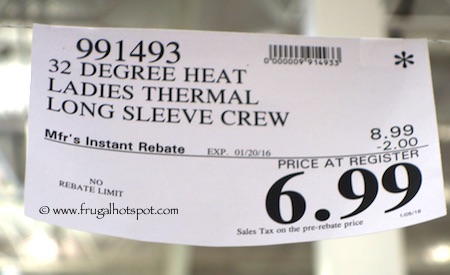 991493
0000009914933
*
32 DEGREE HEAT
LADIES THERMAL
LONG SLEEVE CREW
8.99
Mfr's Instant Rebate EXP. 01/20/16 -2.00
PRICE AT REGISTER
NO
REBATE LIMIT
6.99
© www.frugalhotspot.com
Sales Tax on the pre-rebate price